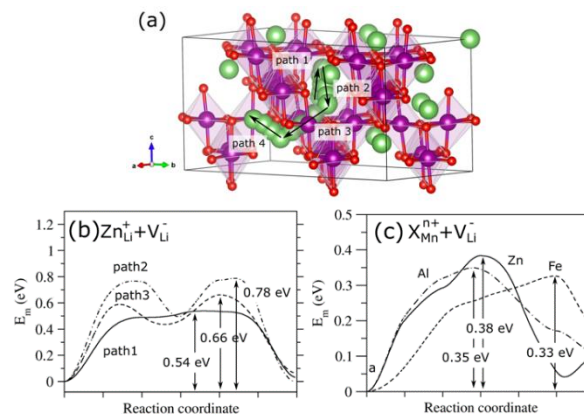 (a)
path 1
path 2
path 3
path 4
c
a
b
(b) Zn⁺Li+V⁻Li
1.2
1.0
0.8
0.6
0.4
0.2
0
Em (eV)
path2
path3
path1
0.78 eV
0.66 eV
0.54 eV
Reaction coordinate
(c) Xⁿ⁺Mn+V⁻Li
0.5
0.4
0.3
0.2
0.1
0
Em (eV)
Al
Zn
Fe
0.38 eV
0.35 eV
0.33 eV
a
Reaction coordinate